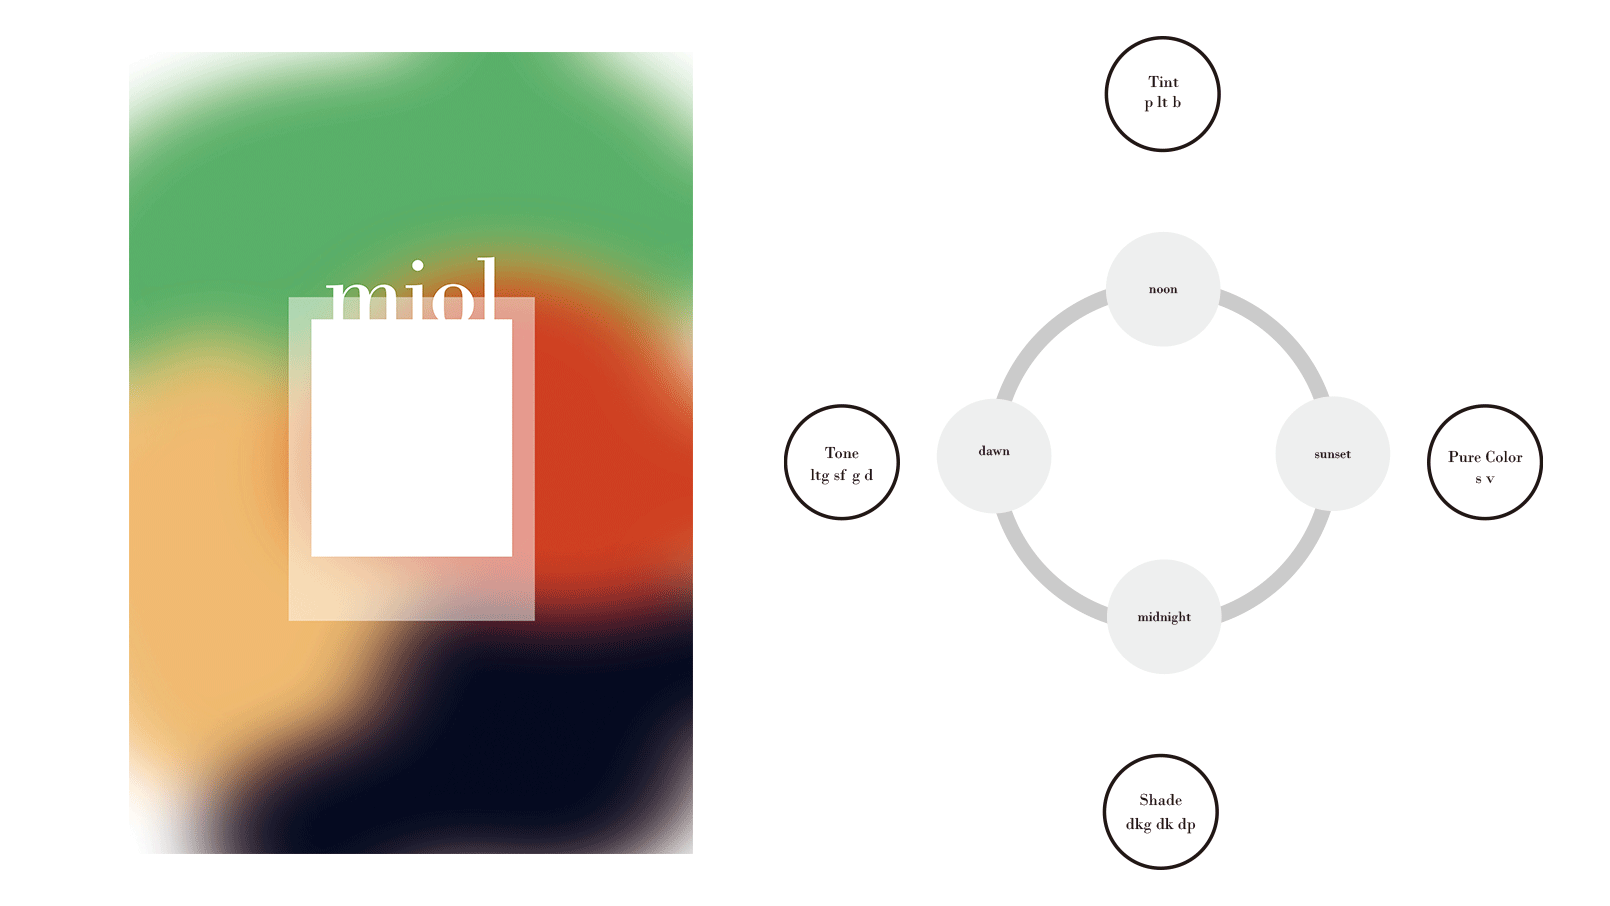 miol
Tint
p lt b
noon
Tone
ltg sf g d
dawn
sunset
Pure Color
s v
midnight
Shade
dkg dk dp